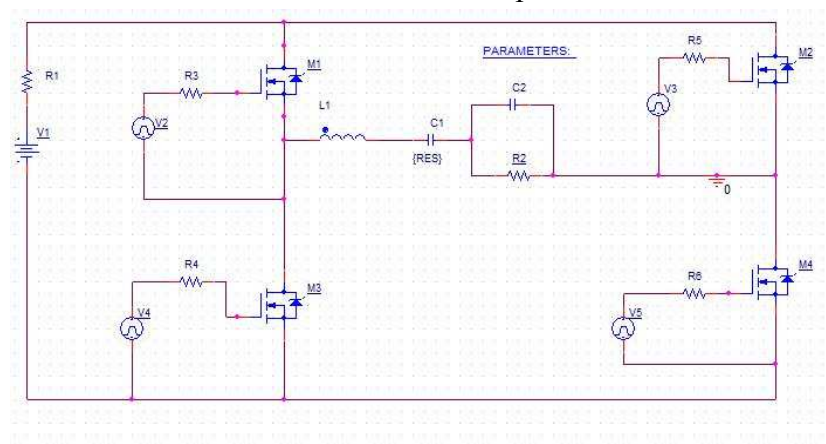 R5
M2
PARAMETERS:
M1
R3
R1
C2
L1
V3
C1
V2
V1
{RES}
R2
0
R4
M4
R6
M3
V4
V5